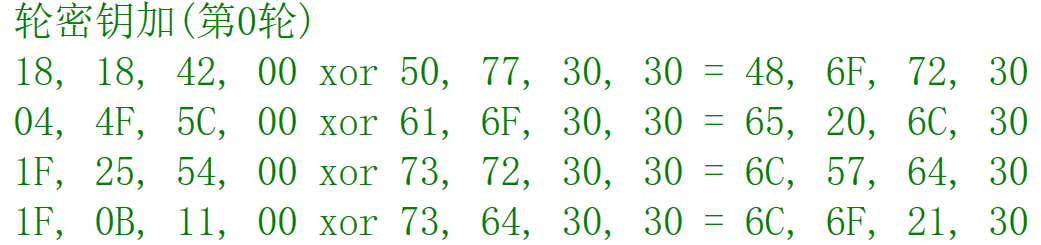 轮密钥加(第0轮)
18, 18, 42, 00 xor 50, 77, 30, 30 = 48, 6F, 72, 30
04, 4F, 5C, 00 xor 61, 6F, 30, 30 = 65, 20, 6C, 30
1F, 25, 54, 00 xor 73, 72, 30, 30 = 6C, 57, 64, 30
1F, 0B, 11, 00 xor 73, 64, 30, 30 = 6C, 6F, 21, 30